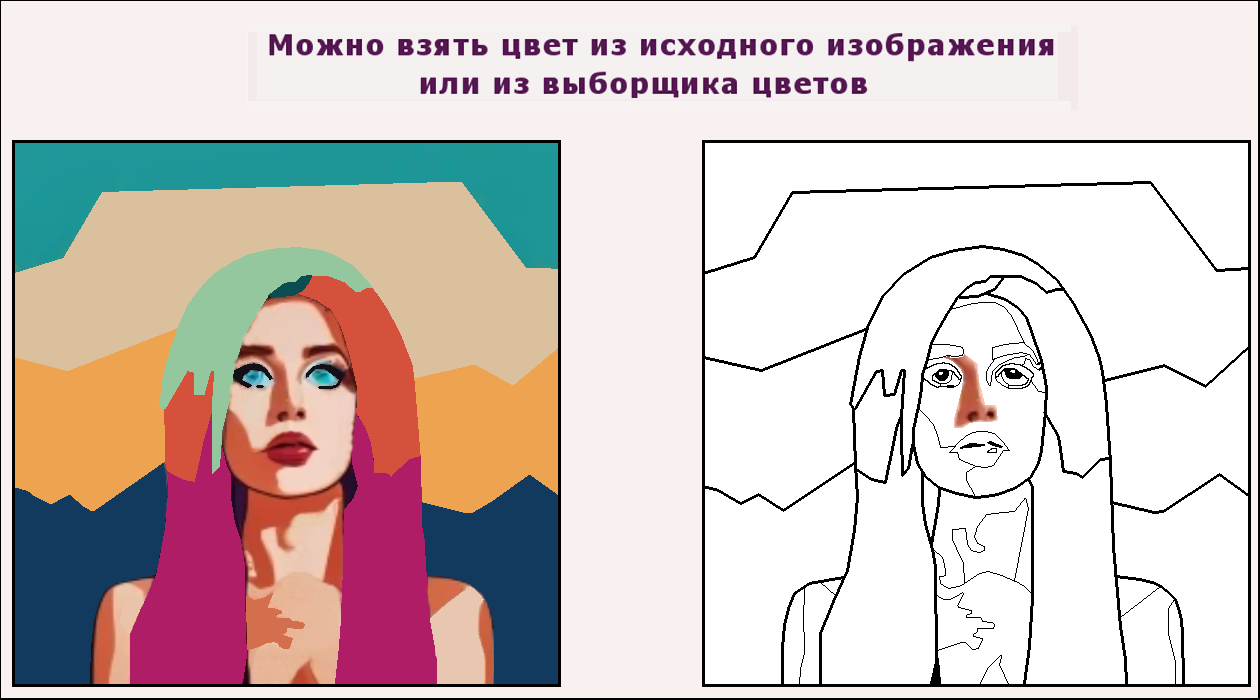 Можно взять цвет из исходного изображения
или из выборщика цветов